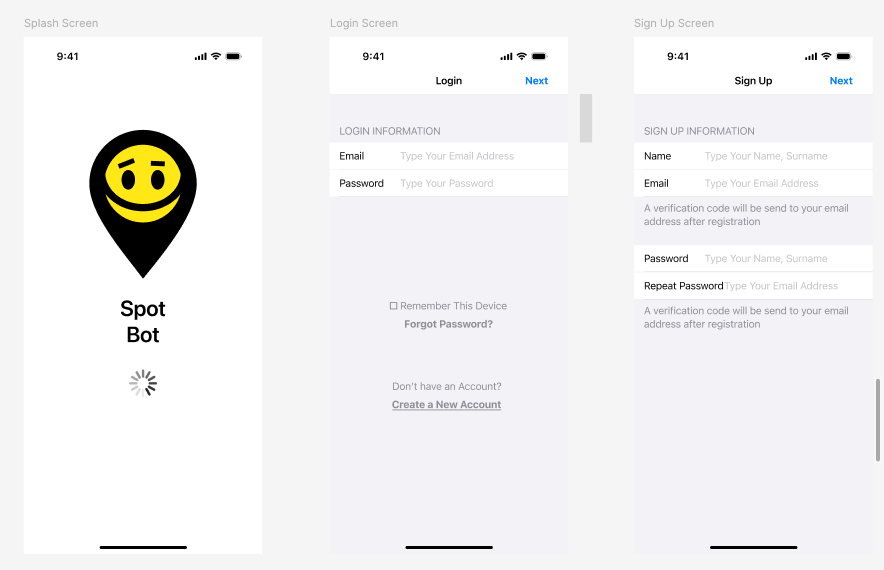 Splash Screen
9:41
Spot
Bot
Login Screen
9:41
Login Next
LOGIN INFORMATION
Email Type Your Email Address
Password Type Your Password
Remember This Device
Forgot Password?
Don't have an Account?
Create a New Account
Sign Up Screen
9:41
Sign Up Next
SIGN UP INFORMATION
Name Type Your Name, Surname
Email Type Your Email Address
A verification code will be send to your email
address after registration
Password Type Your Name, Surname
Repeat Password Type Your Email Address
A verification code will be send to your email
address after registration